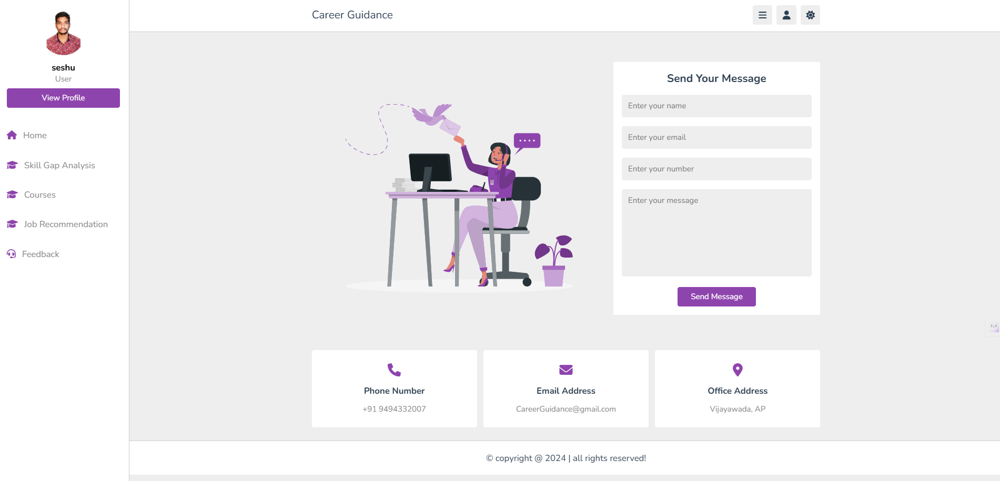 seshu
User
View Profile
Home
Skill Gap Analysis
Courses
Job Recommendation
Feedback
Career Guidance
Send Your Message
Enter your name
Enter your email
Enter your number
Enter your message
Send Message
Phone Number
+91 9494332007
Email Address
CareerGuidance@gmail.com
Office Address
Vijayawada, AP
© copyright @ 2024 | all rights reserved!